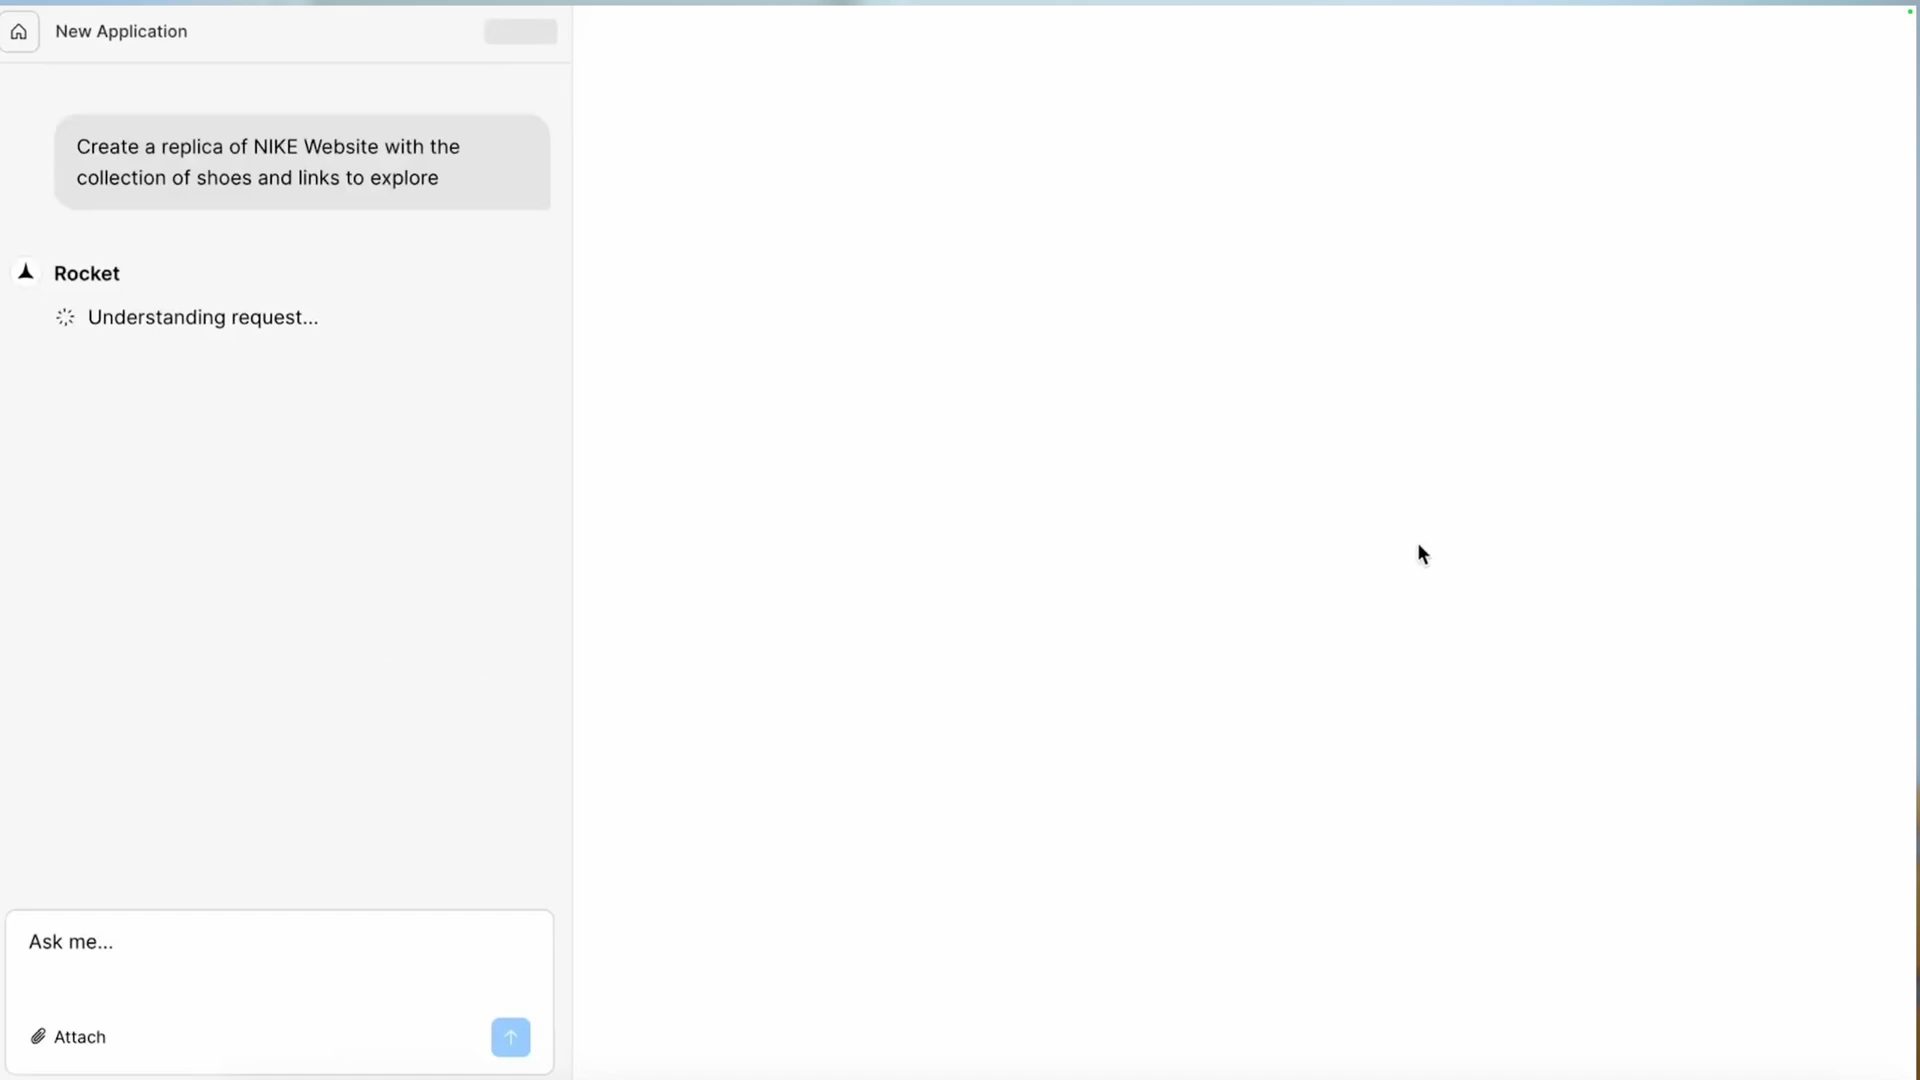 New Application
Create a replica of NIKE Website with the
collection of shoes and links to explore
Rocket
Understanding request...
Ask me...
Attach